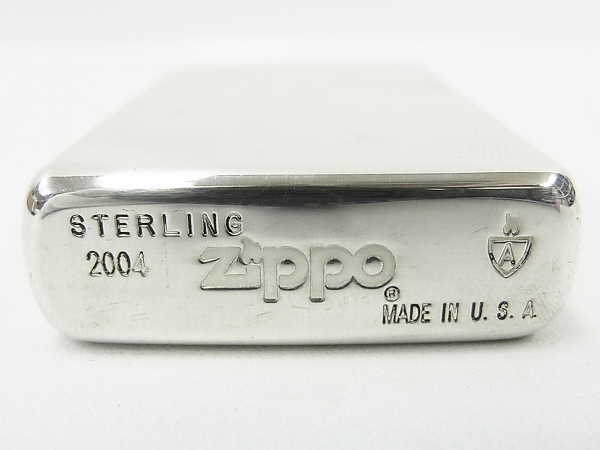 STERLING
2004
zippo®
A
MADE IN U.S.A.